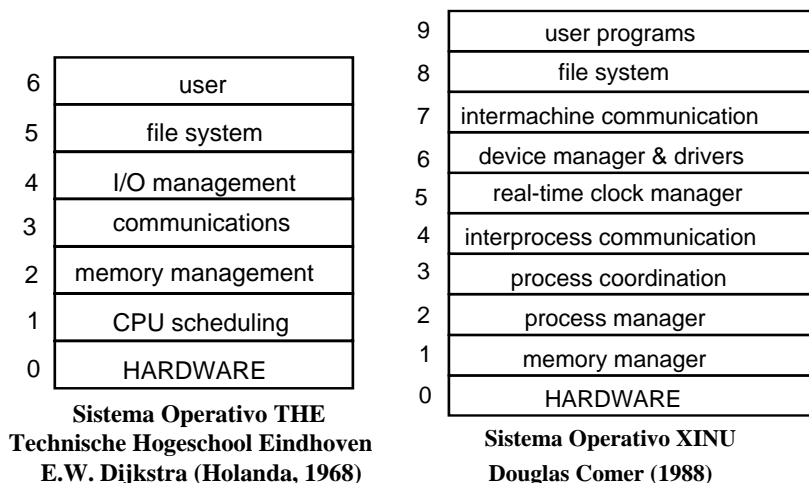 6 user
5 file system
4 I/O management
3 communications
2 memory management
1 CPU scheduling
0 HARDWARE
Sistema Operativo THE
Technische Hogeschool Eindhoven
E.W. Dijkstra (Holanda, 1968)
9 user programs
8 file system
7 intermachine communication
6 device manager & drivers
5 real-time clock manager
4 interprocess communication
3 process coordination
2 process manager
1 memory manager
0 HARDWARE
Sistema Operativo XINU
Douglas Comer (1988)